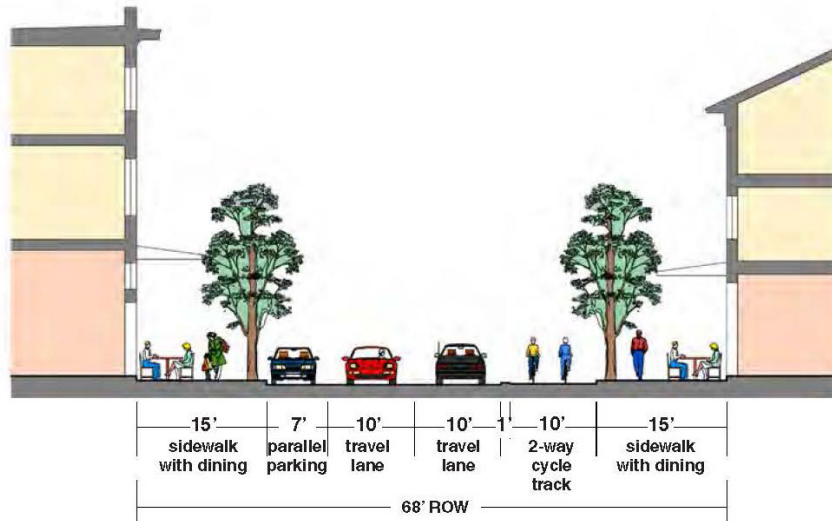 15' 7' 10' 10' 1' 10' 15'
sidewalk with dining
parallel parking
travel lane
travel lane
2-way cycle track
sidewalk with dining
68' ROW